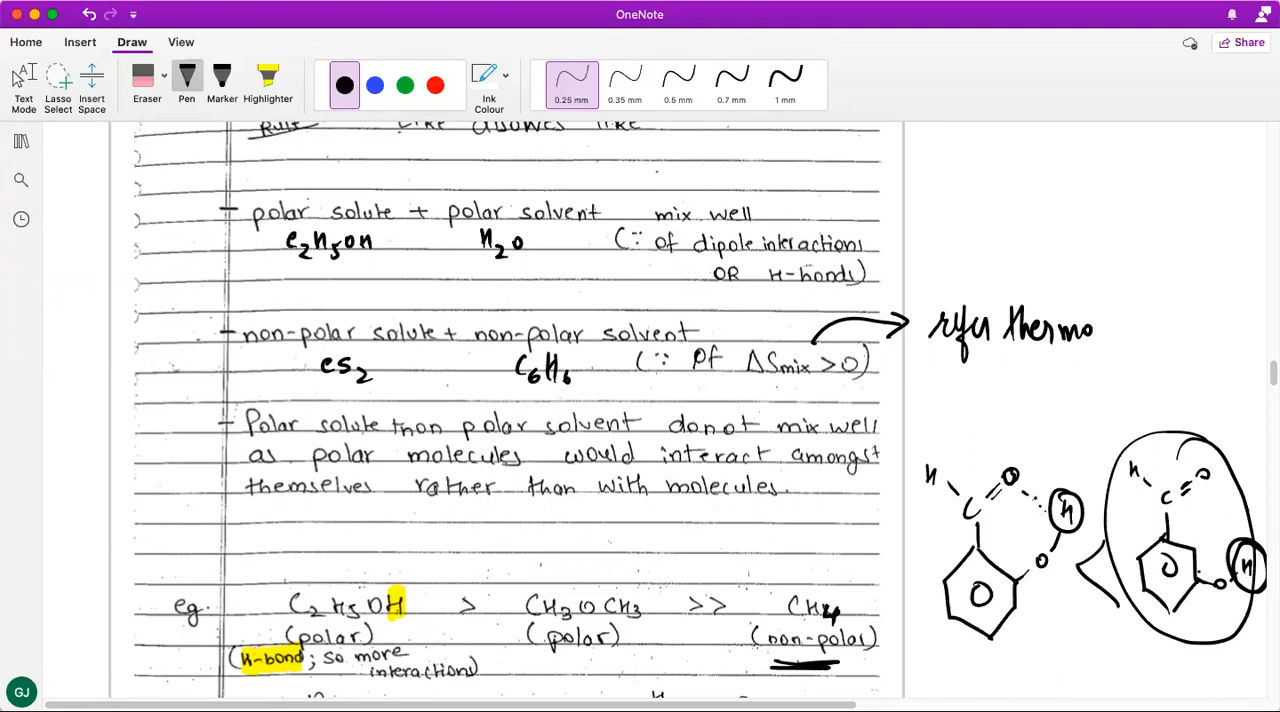 OneNote
Home Insert Draw View
Share
Text Mode
Lasso Select
Insert Space
Eraser
Pen
Marker
Highlighter
Ink Colour
0.25 mm
0.35 mm
0.5 mm
0.7 mm
1 mm
Rule Like dissolves like
- polar solute + polar solvent mix well
C2H5OH H2O (∵ of dipole interactions
OR H-bonds)
- non-polar solute + non-polar solvent
CS2 C6H6 (∵ of ΔSmix > 0)
refer thermo
- Polar solute + non polar solvent donot mix well
as polar molecules would interact amongst
themselves rather than with molecules.
H C O H O
H C O O H
eg. C2H5OH > CH3OCH3 >> CH4
(polar) (polar) (non-polar)
(H-bond; so more
interactions)
GJ